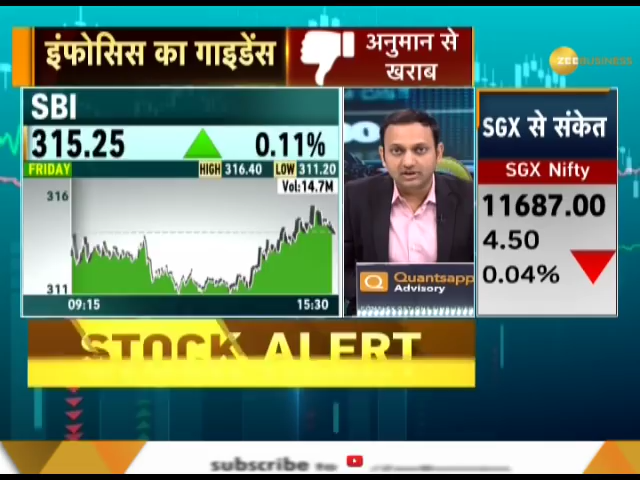 इंफोसिस का गाइडेंस
अनुमान से
खराब
ZEE BUSINESS
SBI
315.25
0.11%
FRIDAY
HIGH 316.40
LOW 311.20
Vol:14.7M
316
311
09:15
15:30
Quantsapp
Advisory
SGX से संकेत
SGX Nifty
11687.00
4.50
0.04%
STOCK ALERT
subscribe